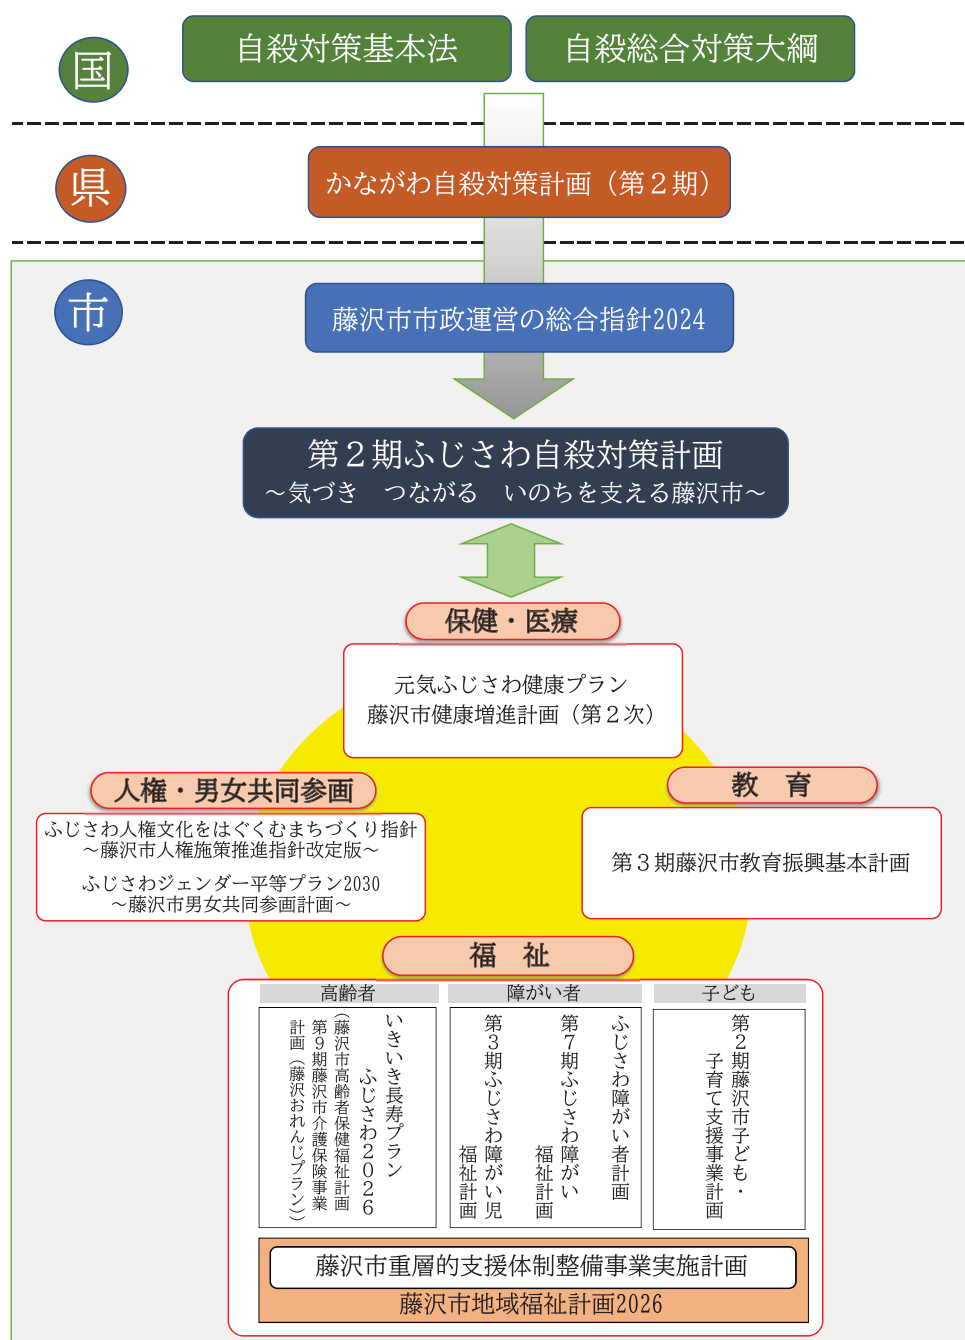 国
自殺対策基本法
自殺総合対策大綱
県
かながわ自殺対策計画（第２期）
市
藤沢市市政運営の総合指針2024
第２期ふじさわ自殺対策計画
～気づき　つながる　いのちを支える藤沢市～
保健・医療
元気ふじさわ健康プラン
藤沢市健康増進計画（第２次）
人権・男女共同参画
ふじさわ人権文化をはぐくむまちづくり指針
～藤沢市人権施策推進指針改定版～
ふじさわジェンダー平等プラン2030
～藤沢市男女共同参画計画～
教　育
第３期藤沢市教育振興基本計画
福　祉
高齢者
いきいき長寿プラン
ふじさわ２０２６
（藤沢市高齢者保健福祉計画
第９期藤沢市介護保険事業
計画（藤沢おれんじプラン））
障がい者
ふじさわ障がい者計画
第７期ふじさわ障がい
福祉計画
第３期ふじさわ障がい児
福祉計画
子ども
第２期藤沢市子ども・
子育て支援事業計画
藤沢市重層的支援体制整備事業実施計画
藤沢市地域福祉計画2026